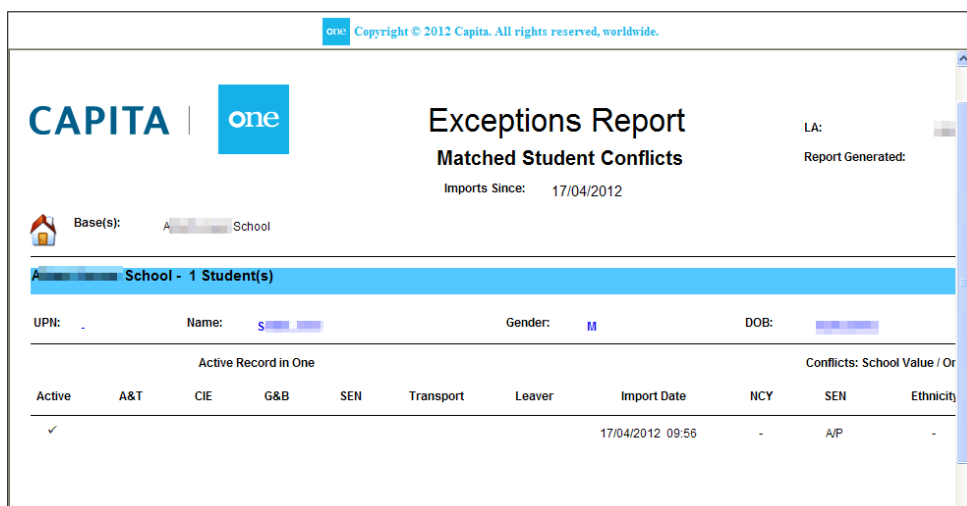 one Copyright © 2012 Capita. All rights reserved, worldwide.
CAPITA one
Exceptions Report
Matched Student Conflicts
Imports Since: 17/04/2012
LA:
Report Generated:
Base(s): A School
A School - 1 Student(s)
UPN: - Name: S Gender: M DOB:
Active Record in One Conflicts: School Value / On
Active A&T CIE G&B SEN Transport Leaver Import Date NCY SEN Ethnicity
✓ 17/04/2012 09:56 - A/P -